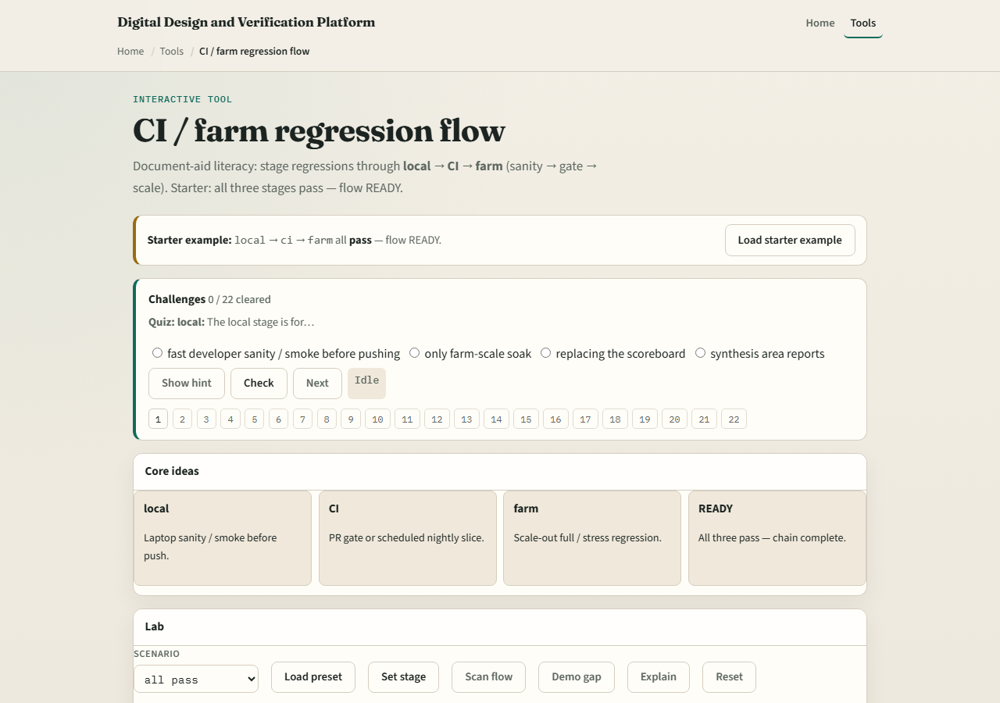 Digital Design and Verification Platform
Home
Tools
Home / Tools / CI / farm regression flow
INTERACTIVE TOOL
CI / farm regression flow
Document-aid literacy: stage regressions through local → CI → farm (sanity → gate →
scale). Starter: all three stages pass — flow READY.
Starter example: local → ci → farm all pass — flow READY.
Load starter example
Challenges 0 / 22 cleared
Quiz: local: The local stage is for…
fast developer sanity / smoke before pushing only farm-scale soak replacing the scoreboard synthesis area reports
Show hint Check Next Idle
1 2 3 4 5 6 7 8 9 10 11 12 13 14 15 16 17 18 19 20 21 22
Core ideas
local
Laptop sanity / smoke before
push.
CI
PR gate or scheduled nightly slice.
farm
Scale-out full / stress regression.
READY
All three pass — chain complete.
Lab
SCENARIO
all pass Load preset Set stage Scan flow Demo gap Explain Reset